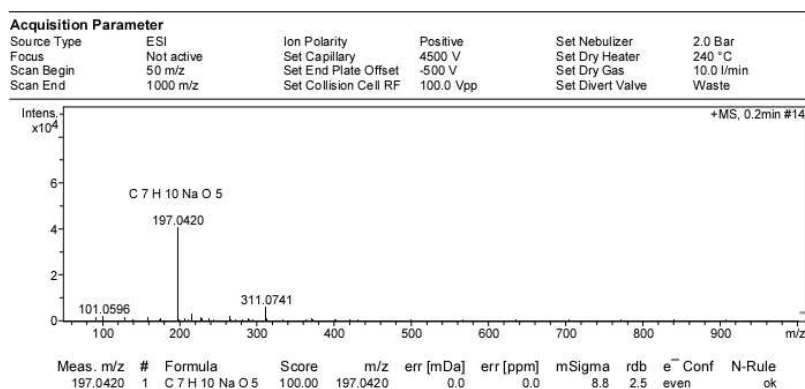 Acquisition Parameter
Source Type ESI Ion Polarity Positive Set Nebulizer 2.0 Bar
Focus Not active Set Capillary 4500 V Set Dry Heater 240 °C
Scan Begin 50 m/z Set End Plate Offset -500 V Set Dry Gas 10.0 l/min
Scan End 1000 m/z Set Collision Cell RF 100.0 Vpp Set Divert Valve Waste
Intens. +MS, 0.2min #14
x10⁴
6
C 7 H 10 Na O 5
197.0420
4
2
311.0741
101.0596
0
100 200 300 400 500 600 700 800 900 m/z
Meas. m/z # Formula Score m/z err [mDa] err [ppm] mSigma rdb e⁻ Conf N-Rule
197.0420 1 C 7 H 10 Na O 5 100.00 197.0420 0.0 0.0 8.8 2.5 even ok